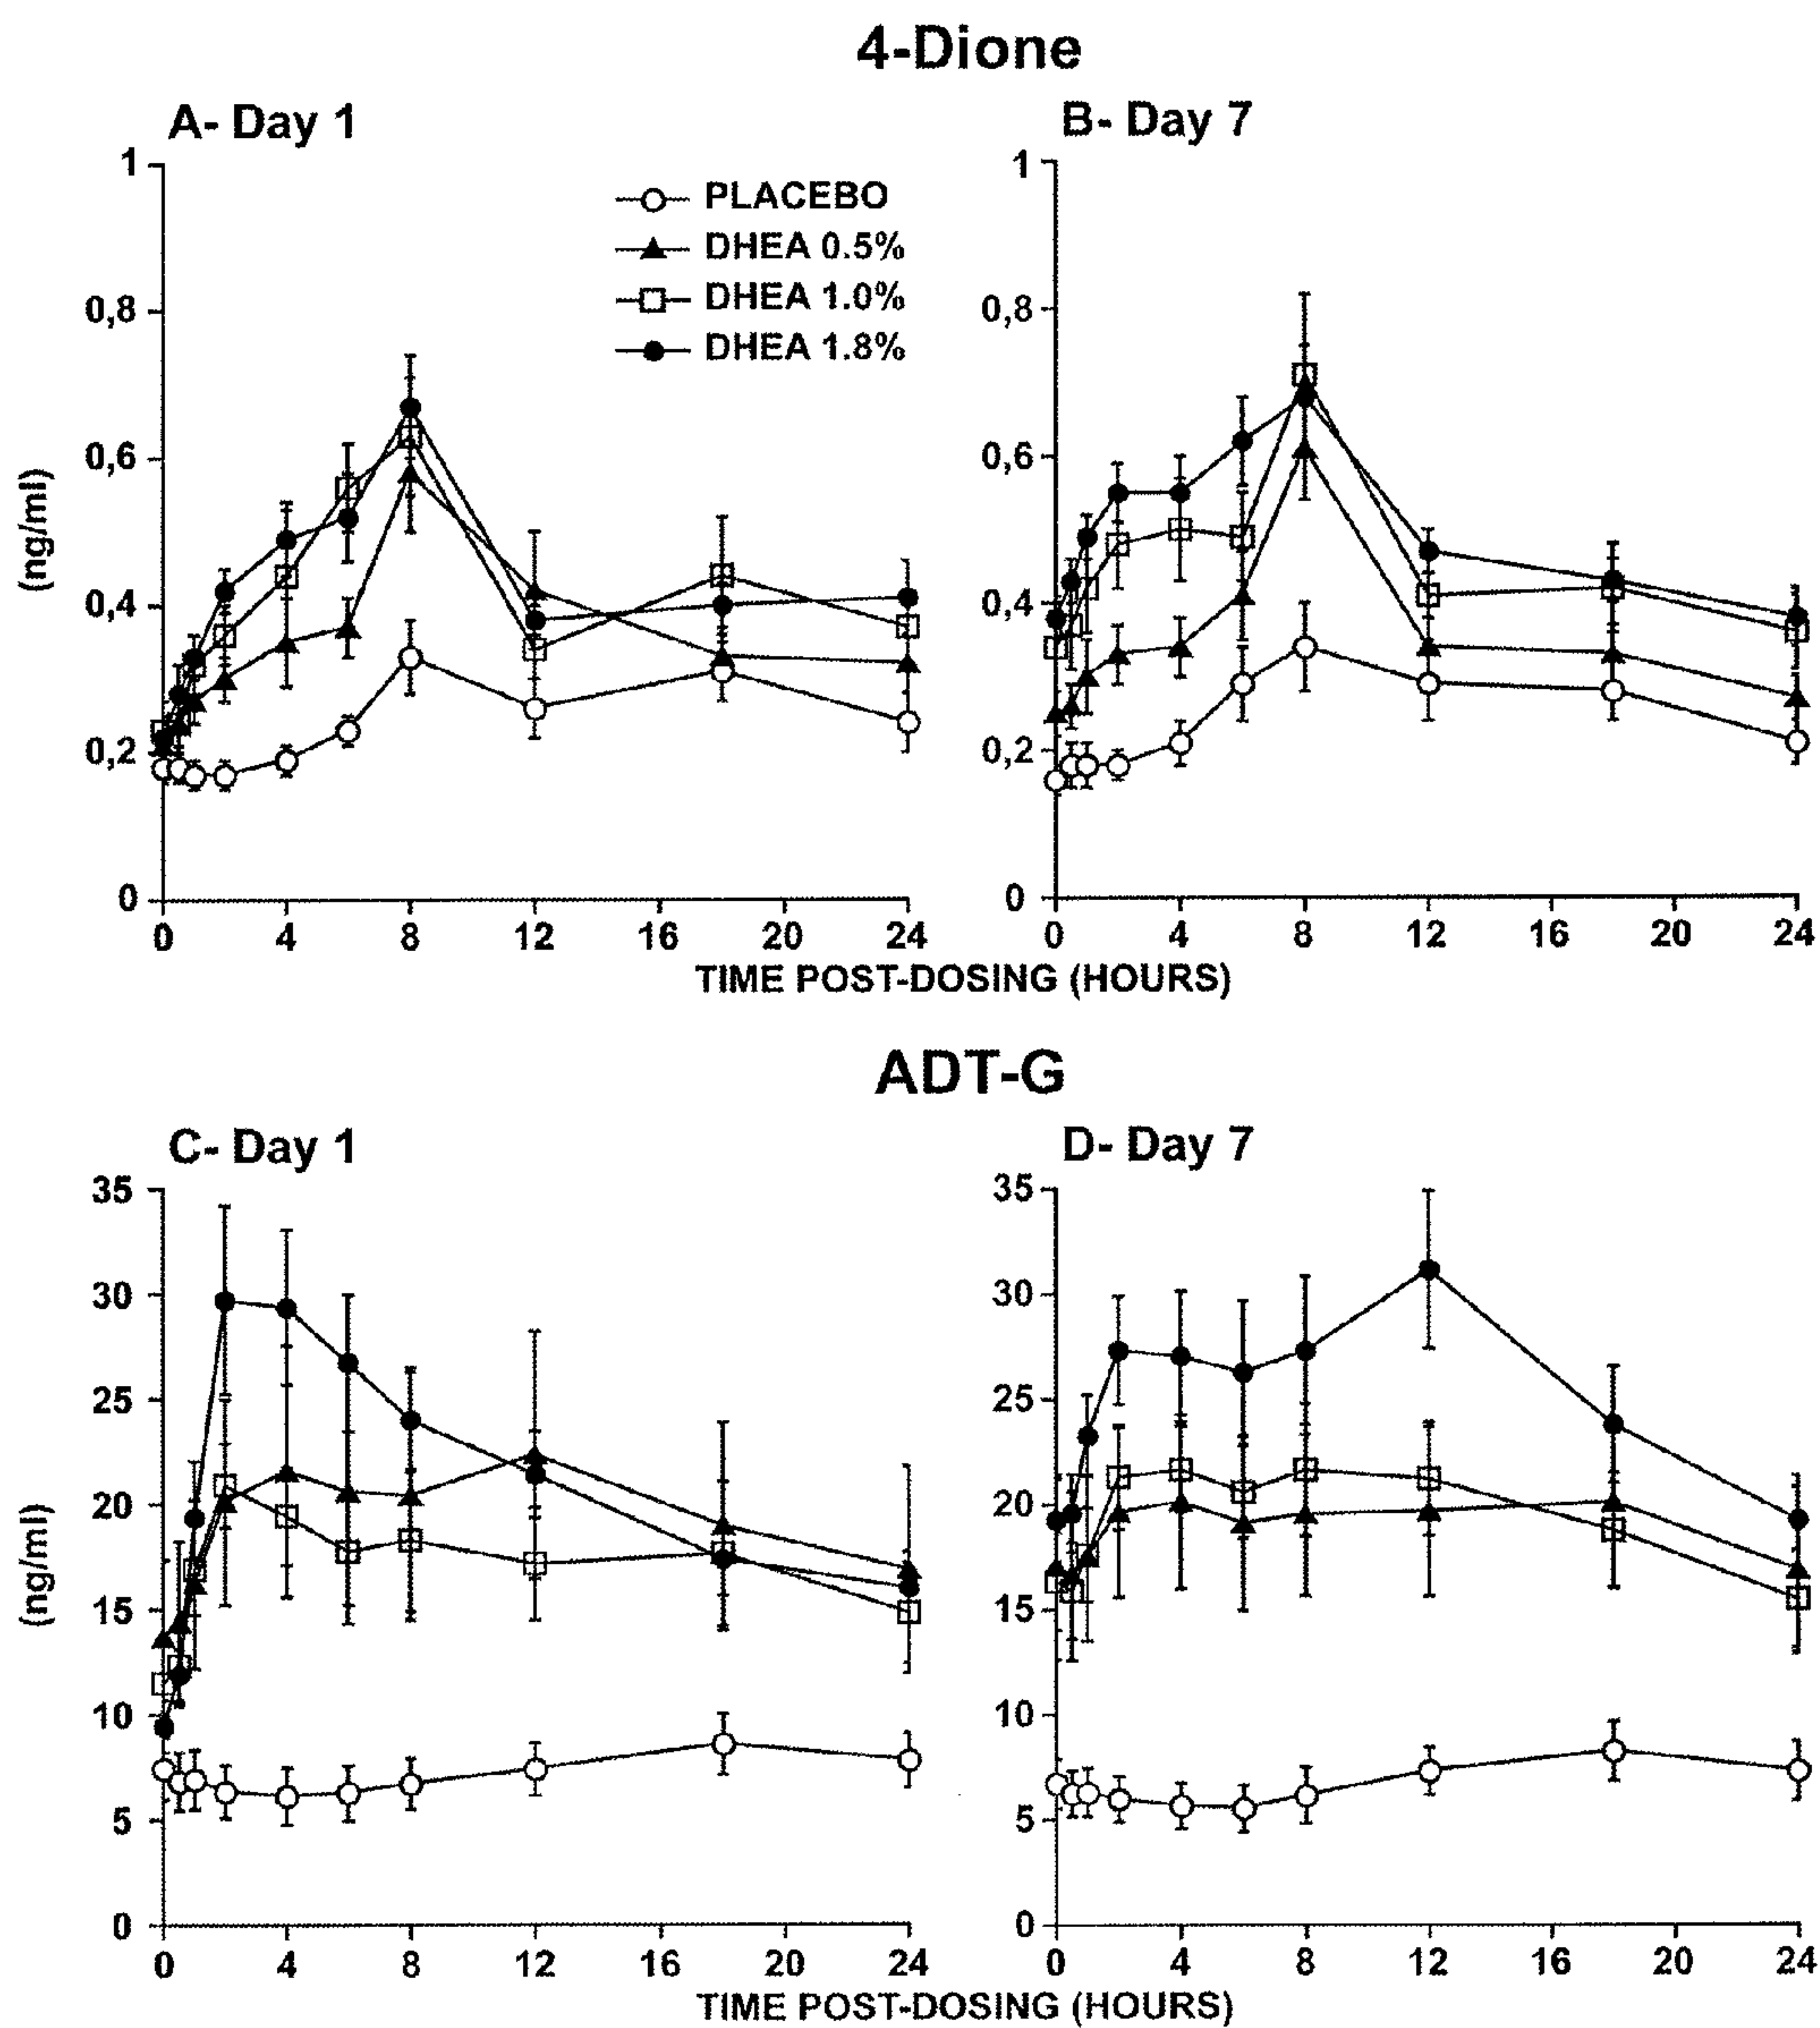 4-Dione
A- Day 1
B- Day 7
1
0,8
0,6
0,4
0,2
0
(ng/ml)
PLACEBO
DHEA 0.5%
DHEA 1.0%
DHEA 1.8%
1
0,8
0,6
0,4
0,2
0
0 4 8 12 16 20 24
0 4 8 12 16 20 24
TIME POST-DOSING (HOURS)
ADT-G
C- Day 1
D- Day 7
35
30
25
20
15
10
5
0
(ng/ml)
35
30
25
20
15
10
5
0
0 4 8 12 16 20 24
0 4 8 12 16 20 24
TIME POST-DOSING (HOURS)